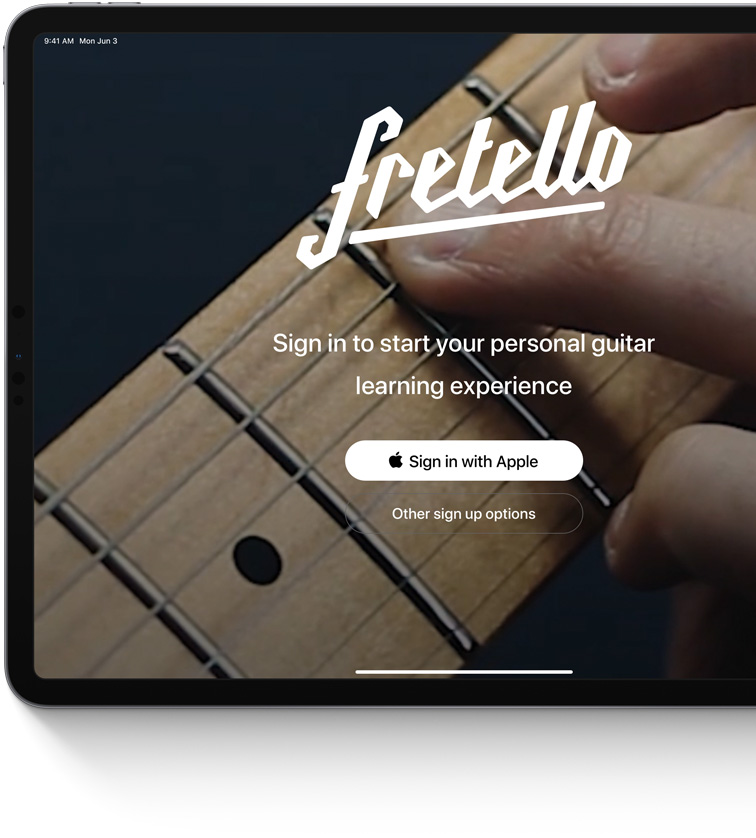 9:41 AM Mon Jun 3
fretello
Sign in to start your personal guitar
learning experience
Sign in with Apple
Other sign up options